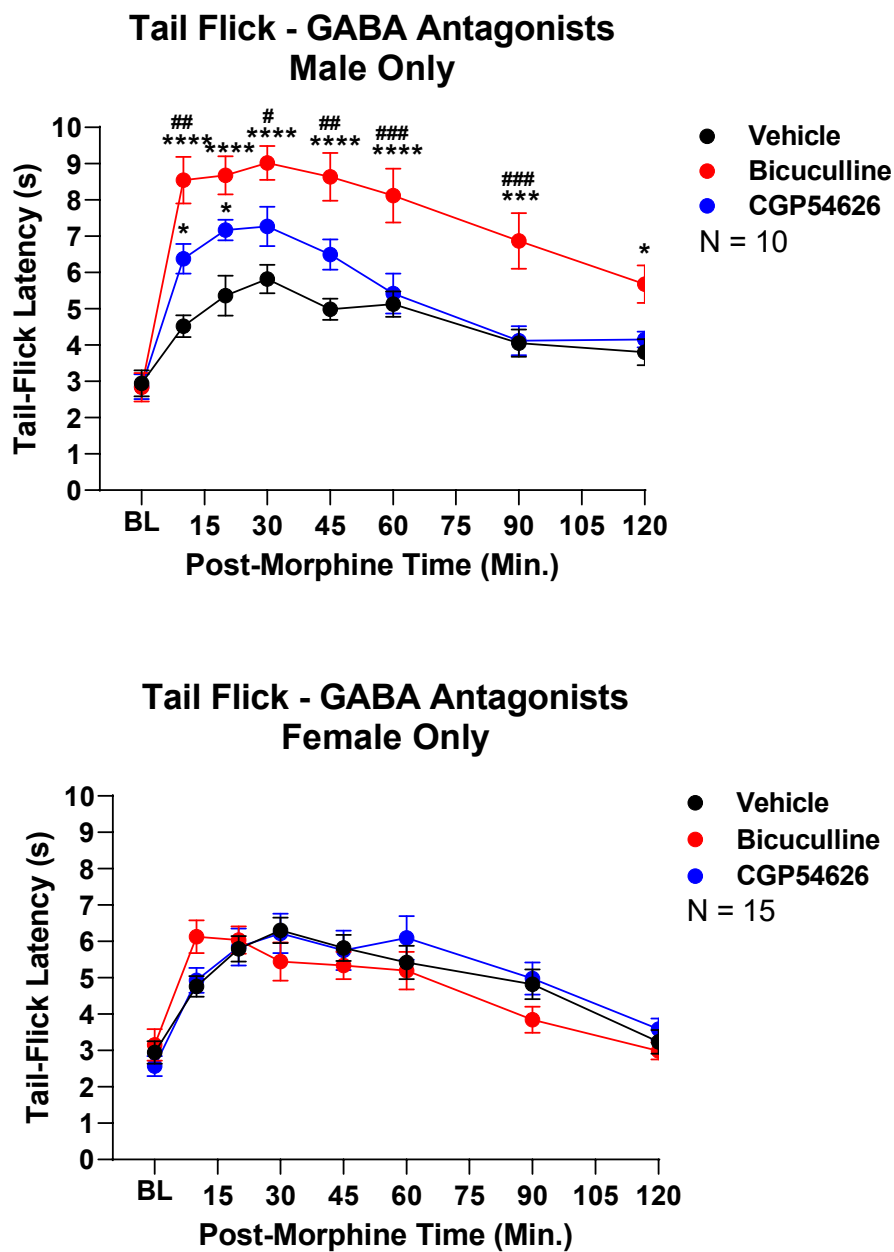 Tail Flick - GABA Antagonists
Male Only
## **** **** # **** ## **** ### **** ### *** *
* *
Tail-Flick Latency (s)
10
9
8
7
6
5
4
3
2
1
0
BL 15 30 45 60 75 90 105 120
Post-Morphine Time (Min.)
Vehicle
Bicuculline
CGP54626
N = 10
Tail Flick - GABA Antagonists
Female Only
Tail-Flick Latency (s)
10
9
8
7
6
5
4
3
2
1
0
BL 15 30 45 60 75 90 105 120
Post-Morphine Time (Min.)
Vehicle
Bicuculline
CGP54626
N = 15